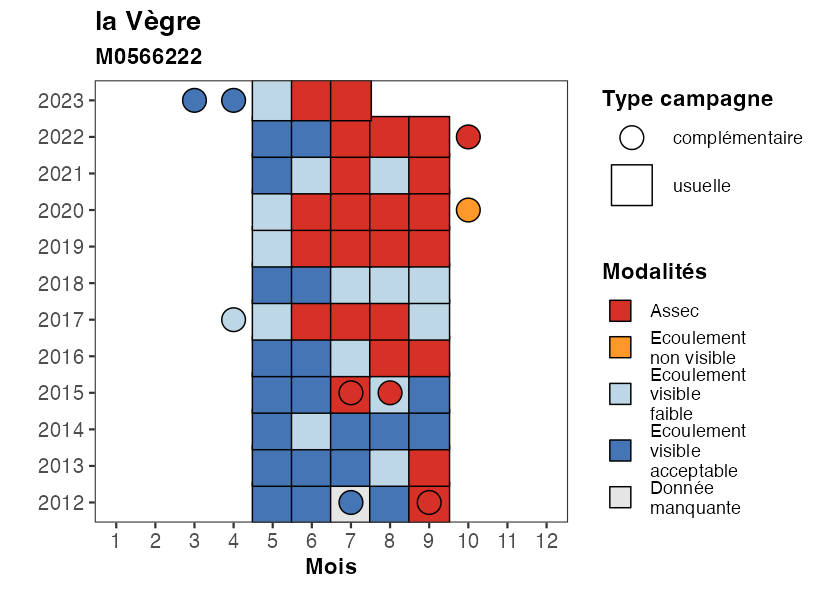 la Vègre
M0566222
2023
2022
2021
2020
2019
2018
2017
2016
2015
2014
2013
2012
1 2 3 4 5 6 7 8 9 10 11 12
Mois
Type campagne
complémentaire
usuelle
Modalités
Assec
Ecoulement
non visible
Ecoulement
visible
faible
Ecoulement
visible
acceptable
Donnée
manquante